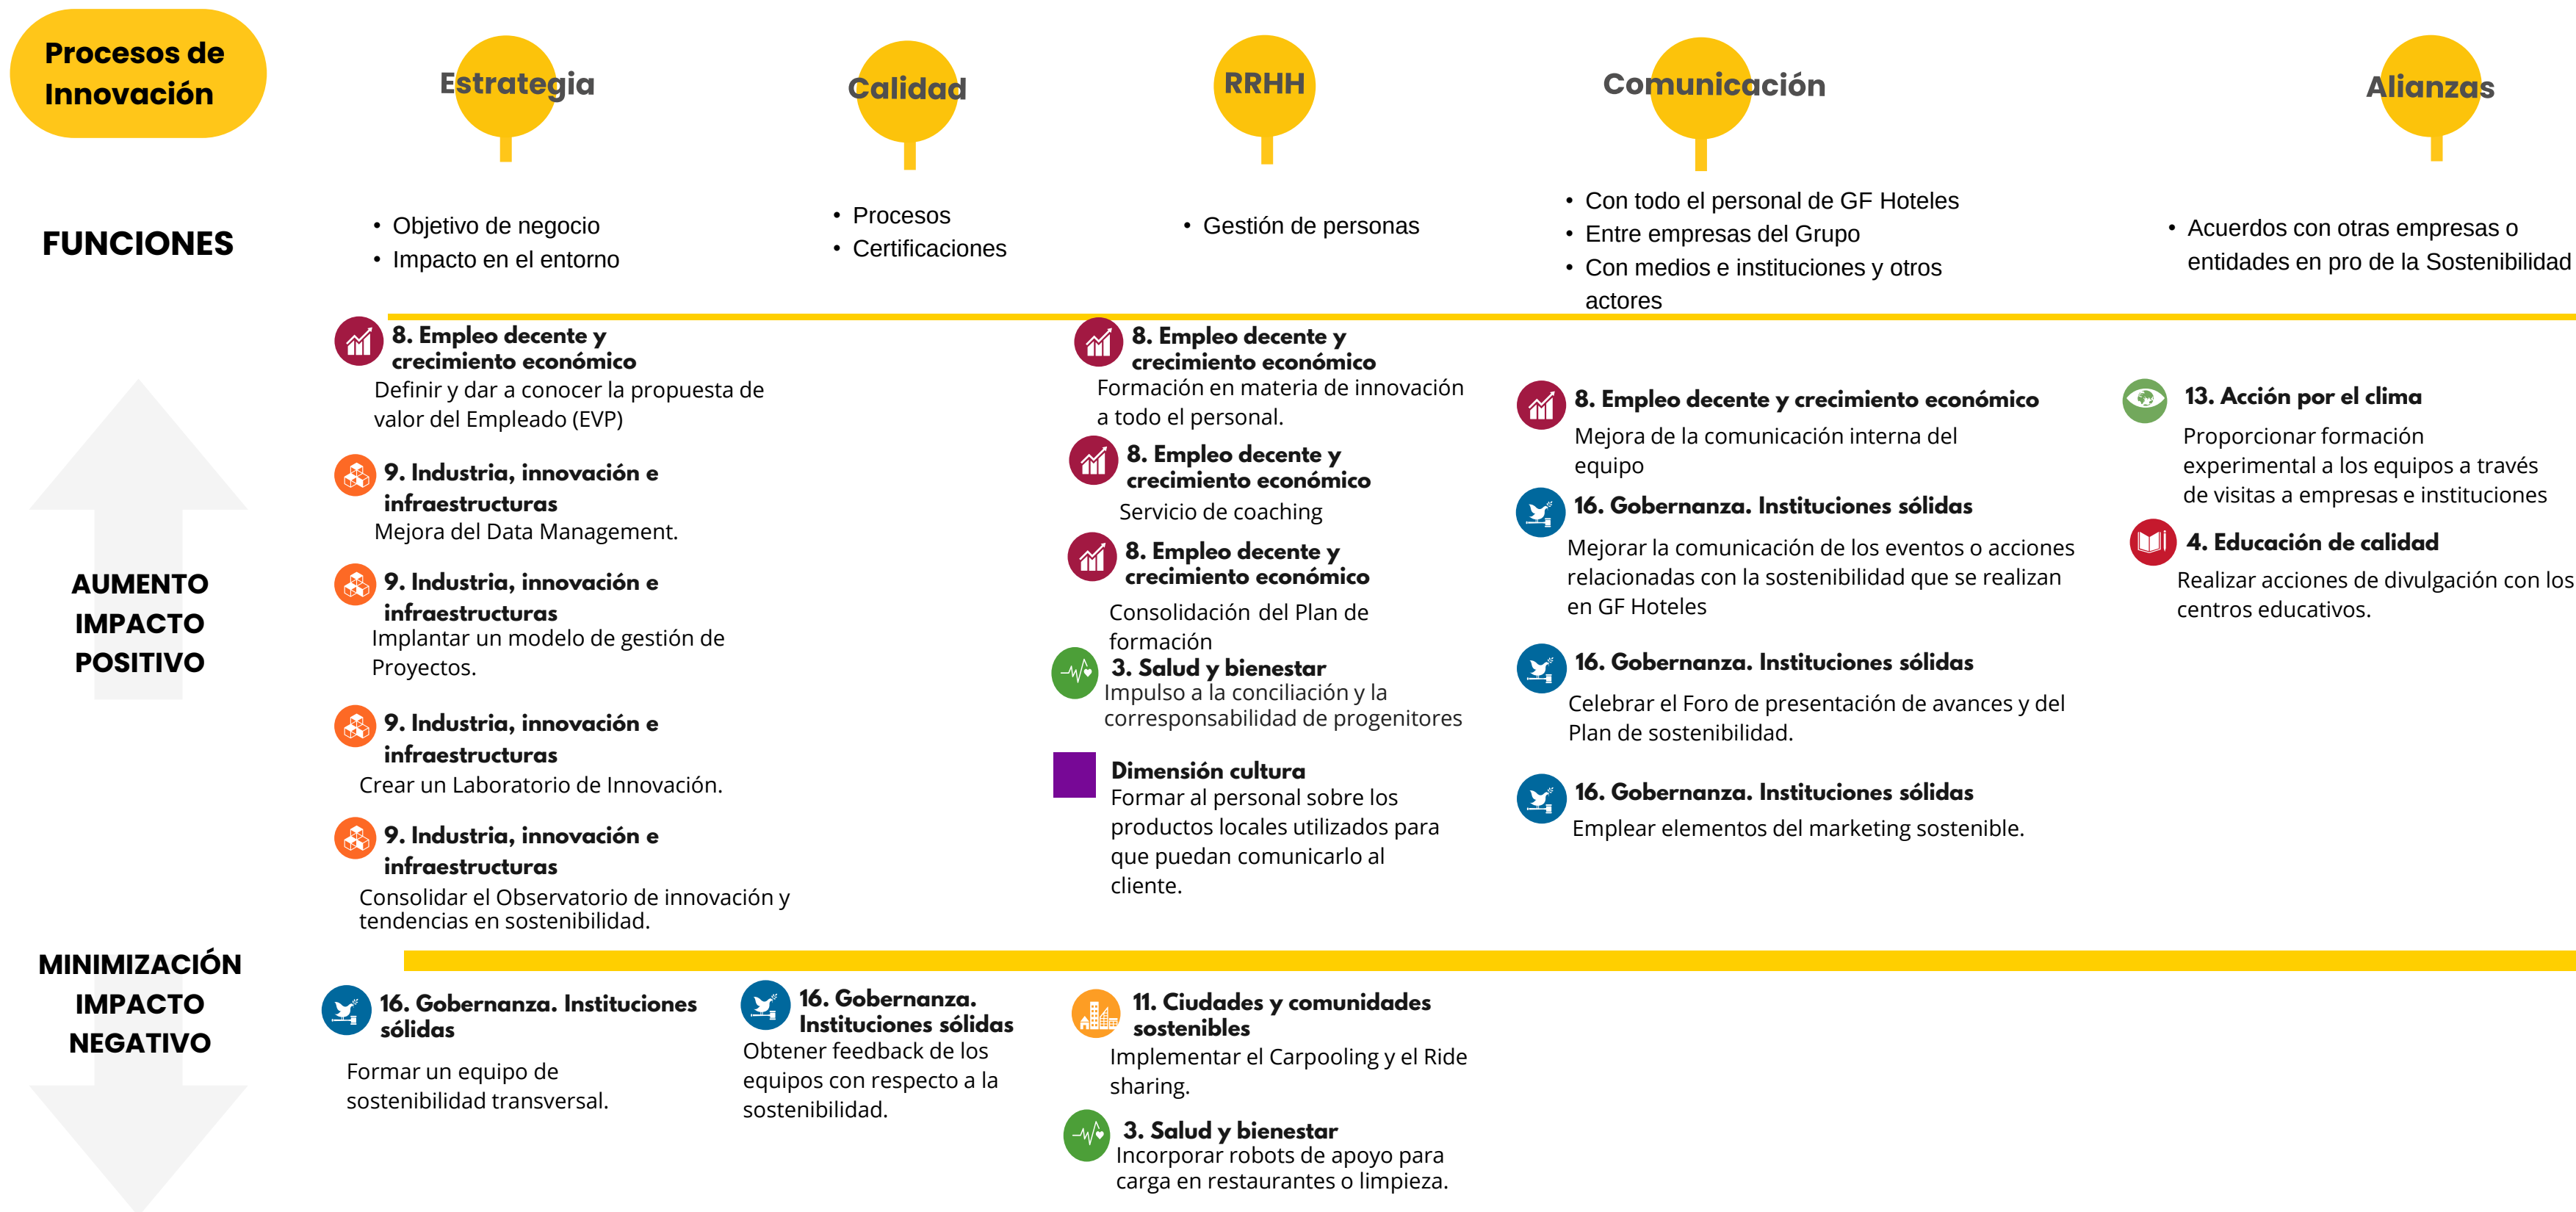 Procesos de
Innovación
Estrategia
Calidad
RRHH
Comunicación
Alianzas
FUNCIONES
• Objetivo de negocio
• Impacto en el entorno
• Procesos
• Certificaciones
• Gestión de personas
• Con todo el personal de GF Hoteles
• Entre empresas del Grupo
• Con medios e instituciones y otros
actores
• Acuerdos con otras empresas o
entidades en pro de la Sostenibilidad
AUMENTO
IMPACTO
POSITIVO
8. Empleo decente y
crecimiento económico
Definir y dar a conocer la propuesta de
valor del Empleado (EVP)
9. Industria, innovación e
infraestructuras
Mejora del Data Management.
9. Industria, innovación e
infraestructuras
Implantar un modelo de gestión de
Proyectos.
9. Industria, innovación e
infraestructuras
Crear un Laboratorio de Innovación.
9. Industria, innovación e
infraestructuras
Consolidar el Observatorio de innovación y
tendencias en sostenibilidad.
8. Empleo decente y
crecimiento económico
Formación en materia de innovación
a todo el personal.
8. Empleo decente y
crecimiento económico
Servicio de coaching
8. Empleo decente y
crecimiento económico
Consolidación del Plan de
formación
3. Salud y bienestar
Impulso a la conciliación y la
corresponsabilidad de progenitores
Dimensión cultura
Formar al personal sobre los
productos locales utilizados para
que puedan comunicarlo al
cliente.
8. Empleo decente y crecimiento económico
Mejora de la comunicación interna del
equipo
16. Gobernanza. Instituciones sólidas
Mejorar la comunicación de los eventos o acciones
relacionadas con la sostenibilidad que se realizan
en GF Hoteles
16. Gobernanza. Instituciones sólidas
Celebrar el Foro de presentación de avances y del
Plan de sostenibilidad.
16. Gobernanza. Instituciones sólidas
Emplear elementos del marketing sostenible.
13. Acción por el clima
Proporcionar formación
experimental a los equipos a través
de visitas a empresas e instituciones
4. Educación de calidad
Realizar acciones de divulgación con los
centros educativos.
MINIMIZACIÓN
IMPACTO
NEGATIVO
16. Gobernanza. Instituciones
sólidas
Formar un equipo de
sostenibilidad transversal.
16. Gobernanza.
Instituciones sólidas
Obtener feedback de los
equipos con respecto a la
sostenibilidad.
11. Ciudades y comunidades
sostenibles
Implementar el Carpooling y el Ride
sharing.
3. Salud y bienestar
Incorporar robots de apoyo para
carga en restaurantes o limpieza.